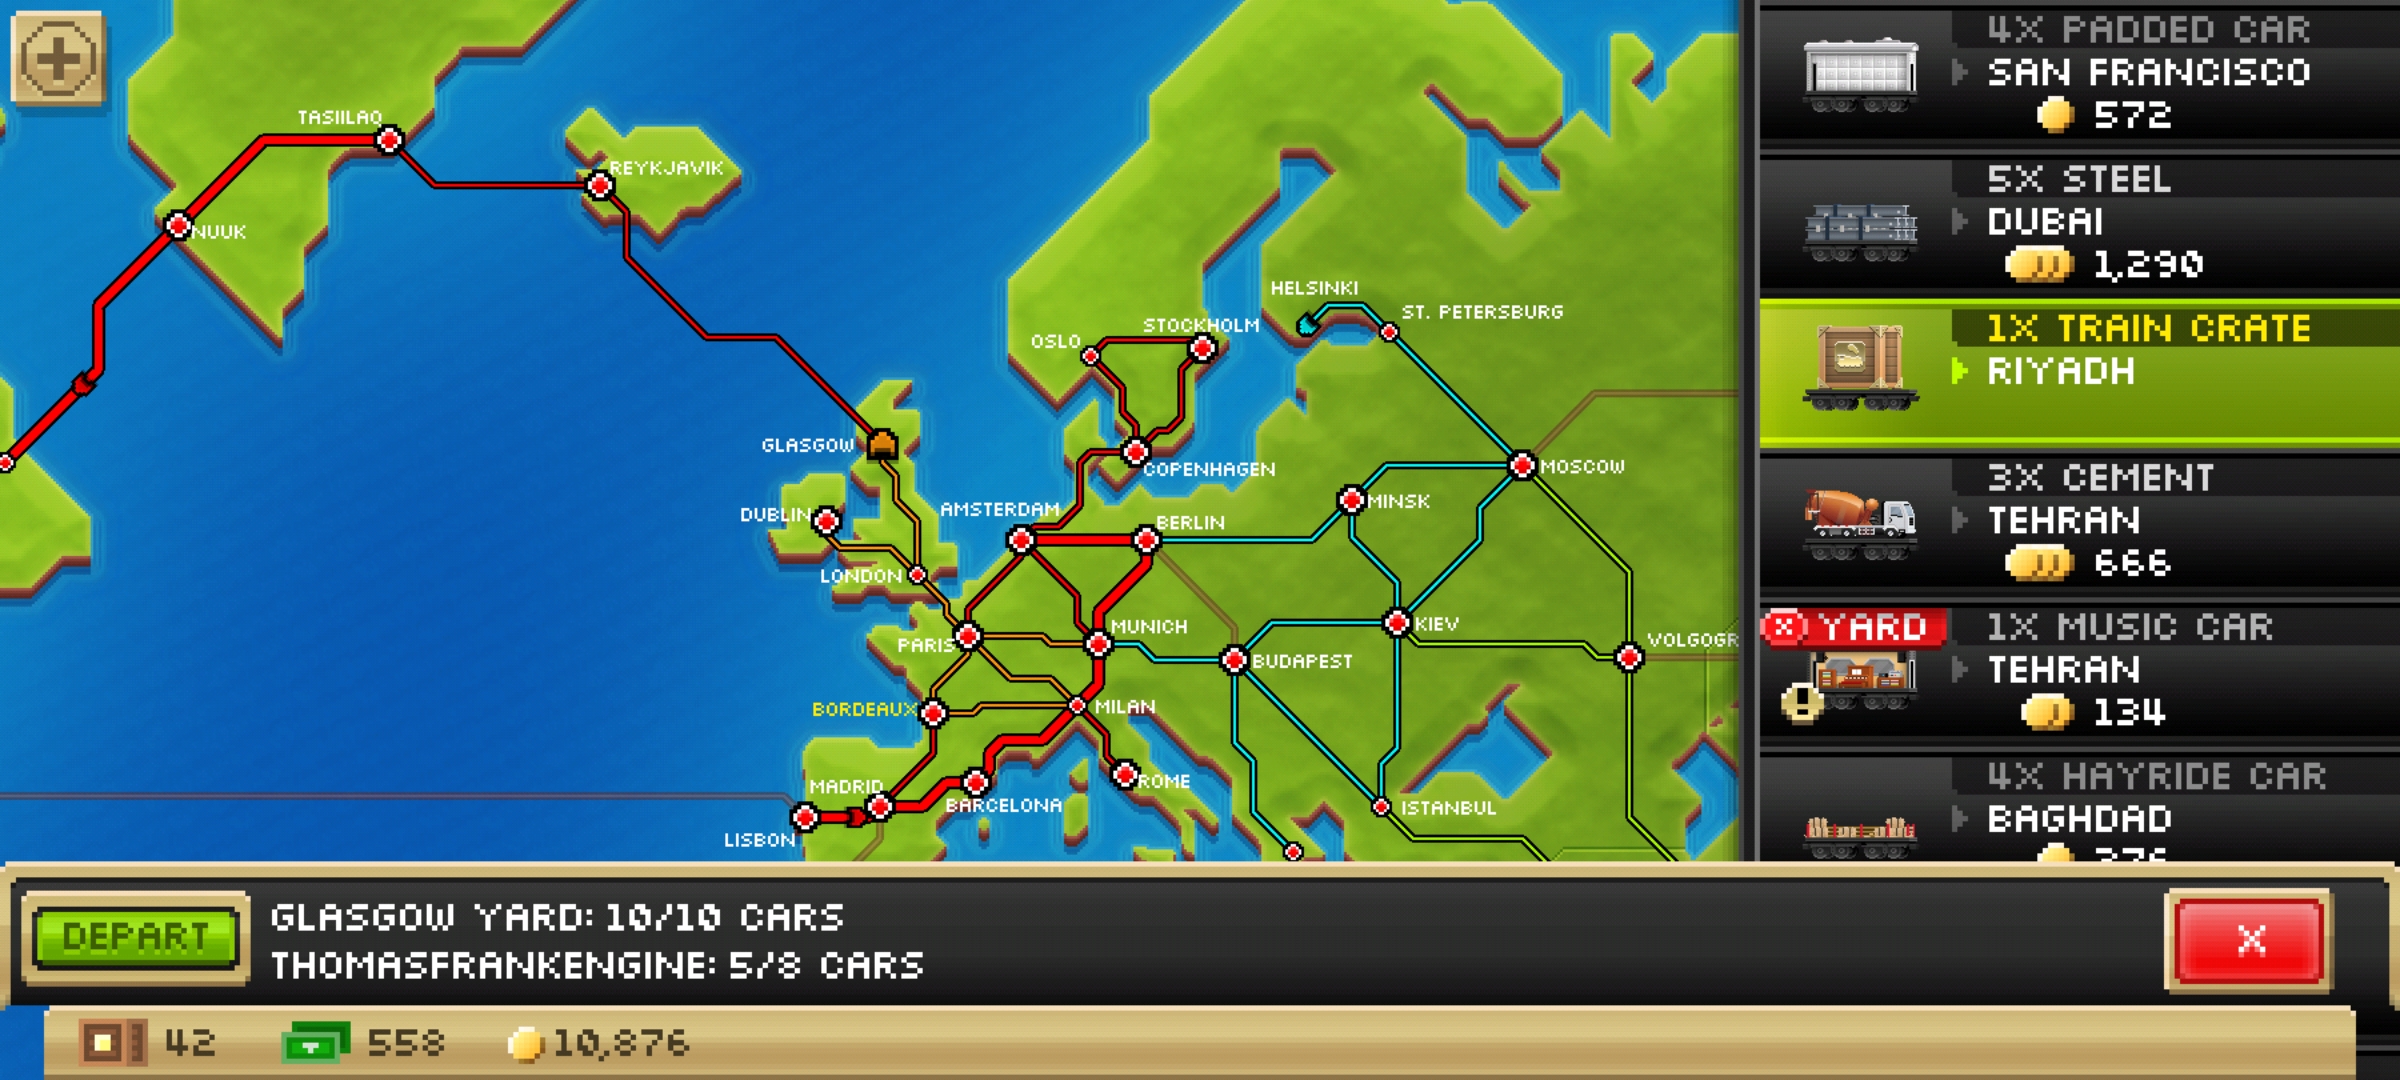 TASIILAQ
REYKJAVIK
NUUK
HELSINKI
ST. PETERSBURG
STOCKHOLM
OSLO
GLASGOW
COPENHAGEN
MOSCOW
MINSK
AMSTERDAM
DUBLIN
BERLIN
LONDON
MUNICH
KIEV
PARIS
BUDAPEST
VOLGOGR
BORDEAUX
MILAN
MADRID
ROME
BARCELONA
ISTANBUL
LISBON
4X PADDED CAR
SAN FRANCISCO
572
5X STEEL
DUBAI
1,290
1X TRAIN CRATE
RIYADH
3X CEMENT
TEHRAN
666
X YARD
1X MUSIC CAR
TEHRAN
! 134
4X HAYRIDE CAR
BAGHDAD
DEPART
GLASGOW YARD: 10/10 CARS
THOMASFRANKENGINE: 5/8 CARS
X
42 558 10,876